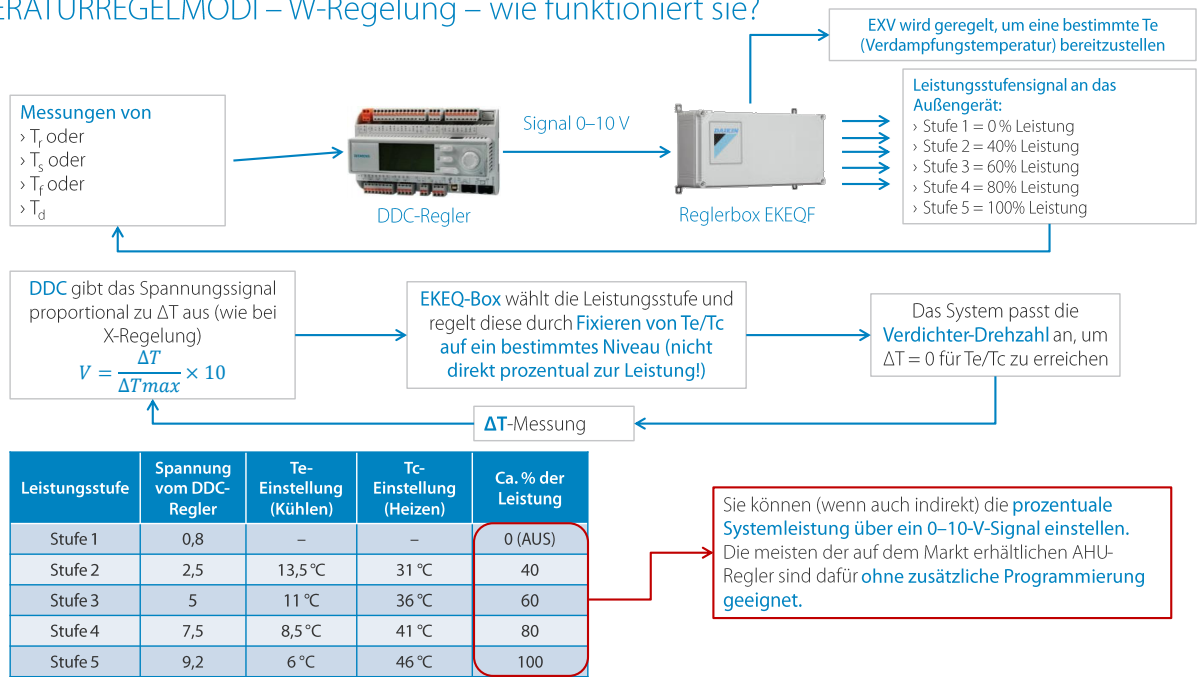 ERATURREGELMODI – W-Regelung – wie funktioniert sie?
EXV wird geregelt, um eine bestimmte Te
(Verdampfungstemperatur) bereitzustellen
Messungen von
› Tr oder
› Ts oder
› Tf oder
› Td
DDC-Regler
Signal 0–10 V
DAIKIN
Reglerbox EKEQF
Leistungsstufensignal an das
Außengerät:
› Stufe 1 = 0 % Leistung
› Stufe 2 = 40% Leistung
› Stufe 3 = 60% Leistung
› Stufe 4 = 80% Leistung
› Stufe 5 = 100% Leistung
DDC gibt das Spannungssignal
proportional zu ΔT aus (wie bei
X-Regelung)
V = ΔT / ΔTmax × 10
EKEQ-Box wählt die Leistungsstufe und
regelt diese durch Fixieren von Te/Tc
auf ein bestimmtes Niveau (nicht
direkt prozentual zur Leistung!)
Das System passt die
Verdichter-Drehzahl an, um
ΔT = 0 für Te/Tc zu erreichen
ΔT-Messung
Leistungsstufe | Spannung vom DDC-Regler | Te-Einstellung (Kühlen) | Tc-Einstellung (Heizen) | Ca. % der Leistung
Stufe 1 | 0,8 | – | – | 0 (AUS)
Stufe 2 | 2,5 | 13,5 °C | 31 °C | 40
Stufe 3 | 5 | 11 °C | 36 °C | 60
Stufe 4 | 7,5 | 8,5 °C | 41 °C | 80
Stufe 5 | 9,2 | 6 °C | 46 °C | 100
Sie können (wenn auch indirekt) die prozentuale
Systemleistung über ein 0–10-V-Signal einstellen.
Die meisten der auf dem Markt erhältlichen AHU-
Regler sind dafür ohne zusätzliche Programmierung
geeignet.